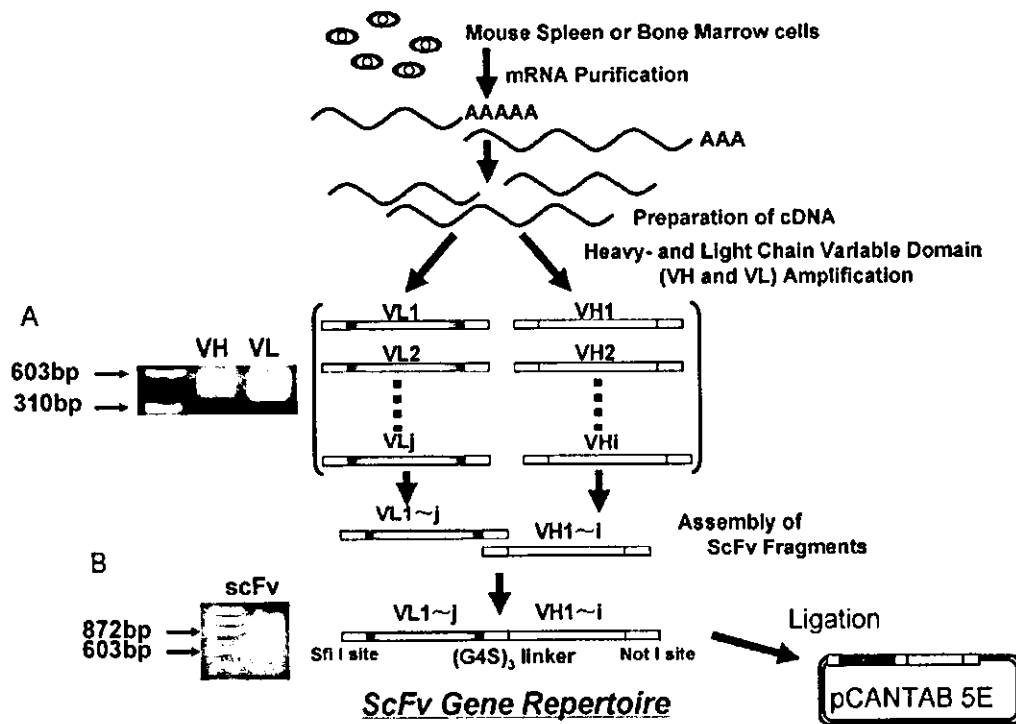 Mouse Spleen or Bone Marrow cells
mRNA Purification
AAAAA
AAA
Preparation of cDNA
Heavy- and Light Chain Variable Domain
(VH and VL) Amplification
A
VH VL
603bp
310bp
VL1 VH1
VL2 VH2
VLj VHi
VL1~j
VH1~i
Assembly of
ScFv Fragments
B
scFv
872bp
603bp
VL1~j VH1~i
Sfi I site (G4S)₃ linker Not I site
Ligation
pCANTAB 5E
ScFv Gene Repertoire